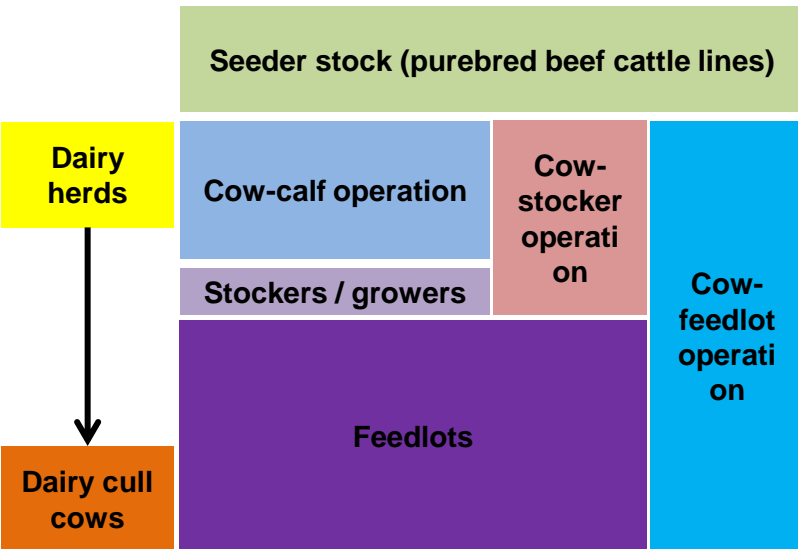 Seeder stock (purebred beef cattle lines)
Dairy
herds
Cow-calf operation
Cow-
stocker
operati
on
Stockers / growers
Cow-
feedlot
operati
on
Feedlots
Dairy cull
cows